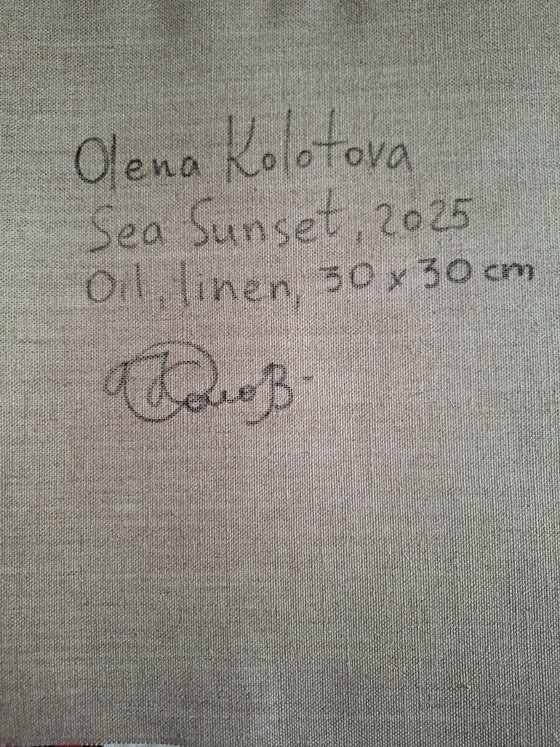 Olena Kolotova
Sea Sunset, 2025
Oil, linen, 30 x 30 cm